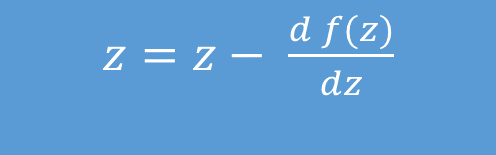 z = z − d f(z) / dz